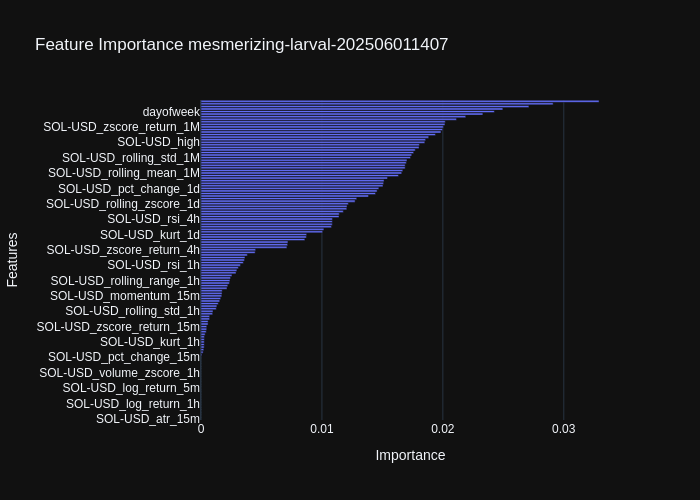 Feature Importance mesmerizing-larval-202506011407
dayofweek
SOL-USD_zscore_return_1M
SOL-USD_high
SOL-USD_rolling_std_1M
SOL-USD_rolling_mean_1M
SOL-USD_pct_change_1d
SOL-USD_rolling_zscore_1d
SOL-USD_rsi_4h
SOL-USD_kurt_1d
SOL-USD_zscore_return_4h
SOL-USD_rsi_1h
SOL-USD_rolling_range_1h
SOL-USD_momentum_15m
SOL-USD_rolling_std_1h
SOL-USD_zscore_return_15m
SOL-USD_kurt_1h
SOL-USD_pct_change_15m
SOL-USD_volume_zscore_1h
SOL-USD_log_return_5m
SOL-USD_log_return_1h
SOL-USD_atr_15m
Features
0 0.01 0.02 0.03
Importance